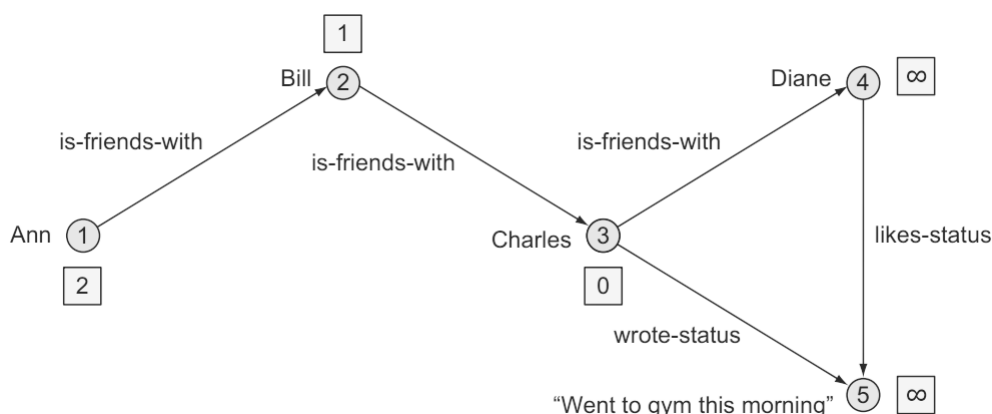 1
Bill 2
Diane 4 ∞
is-friends-with
is-friends-with
is-friends-with
Ann 1
Charles 3
likes-status
2
0
wrote-status
“Went to gym this morning” 5 ∞